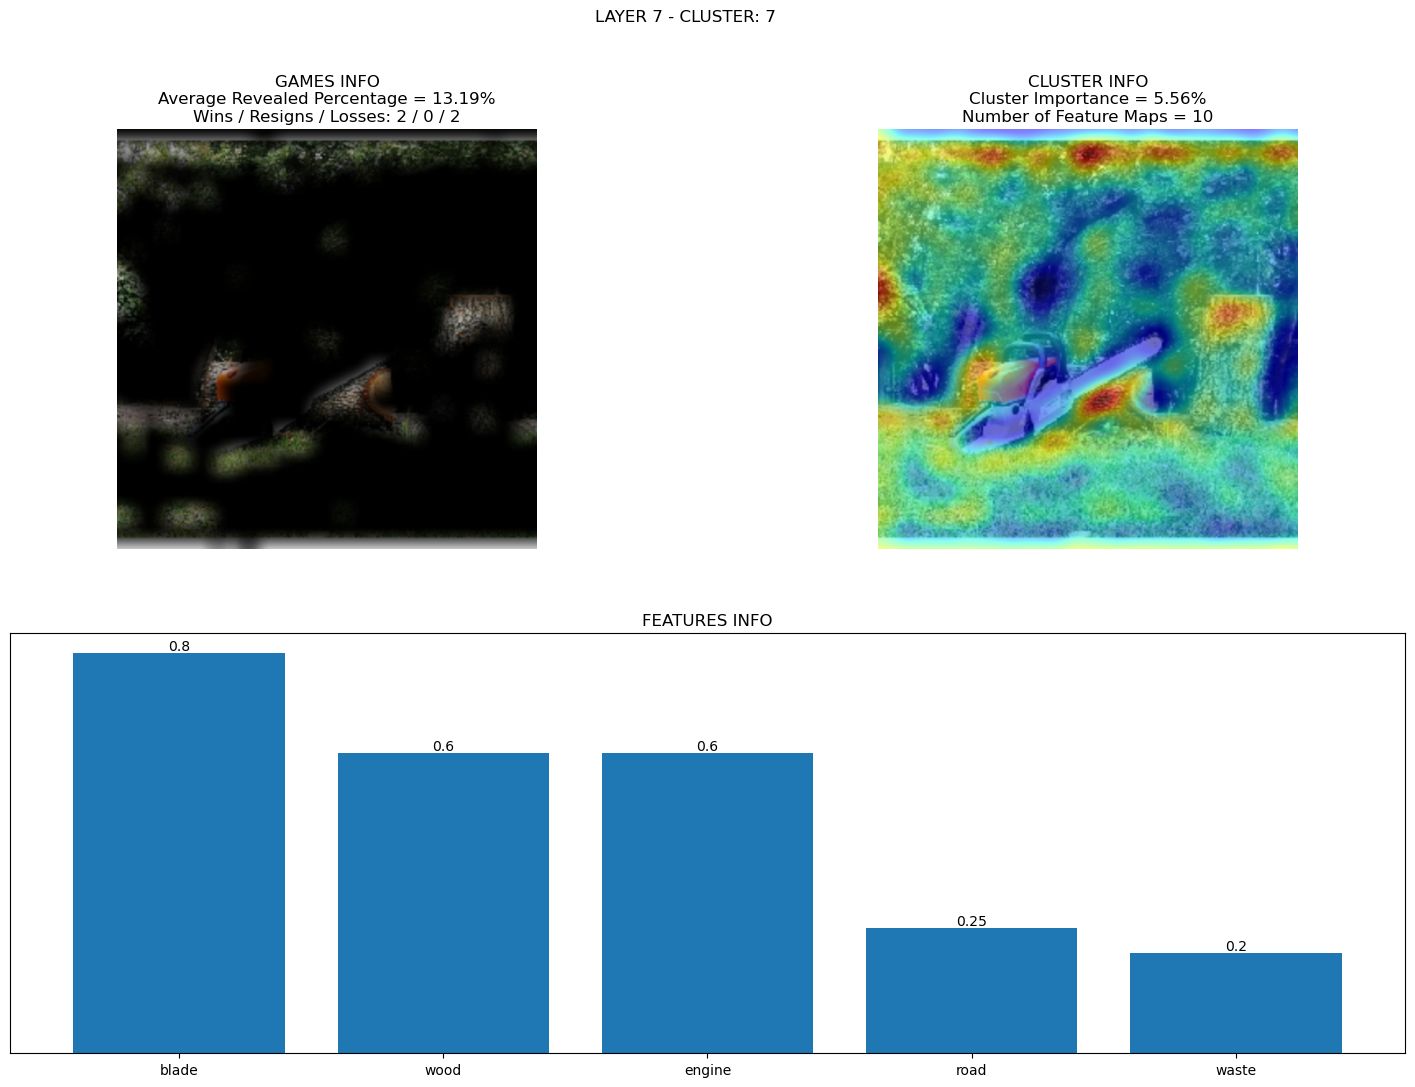 LAYER 7 - CLUSTER: 7
GAMES INFO
Average Revealed Percentage = 13.19%
Wins / Resigns / Losses: 2 / 0 / 2
CLUSTER INFO
Cluster Importance = 5.56%
Number of Feature Maps = 10
FEATURES INFO
0.8
0.6
0.6
0.25
0.2
blade
wood
engine
road
waste